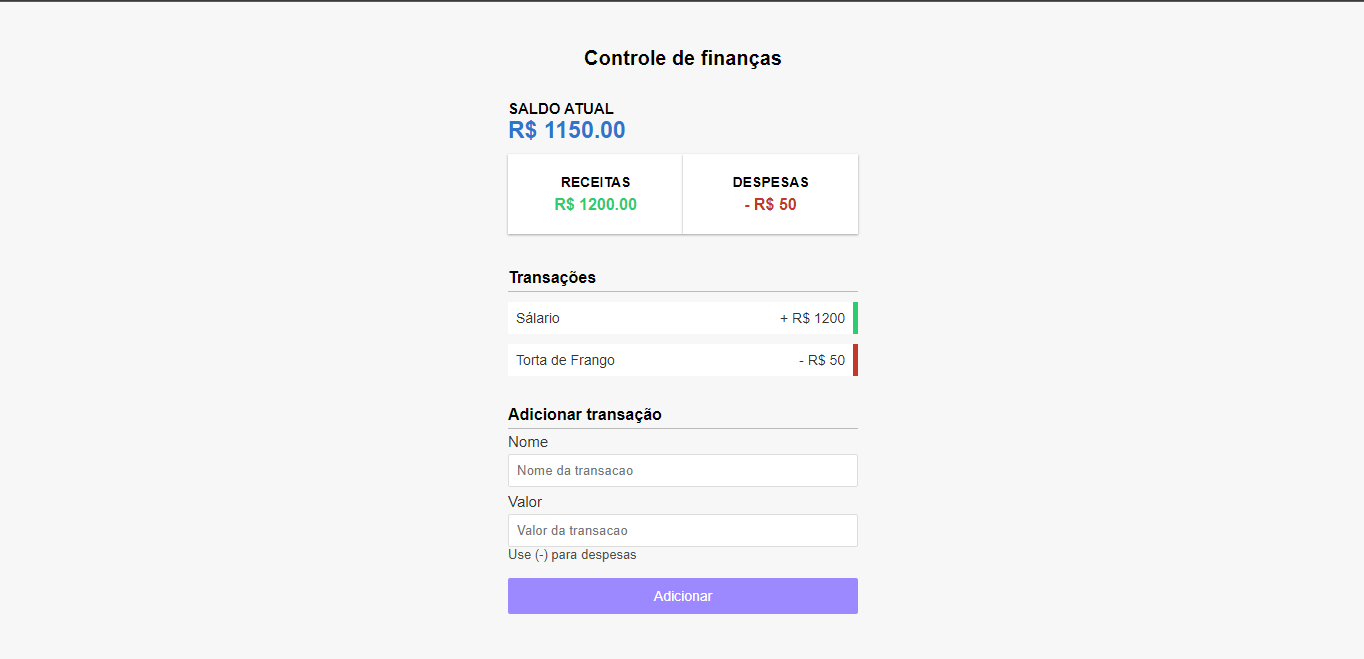 Controle de finanças
SALDO ATUAL
R$ 1150.00
RECEITAS
R$ 1200.00
DESPESAS
- R$ 50
Transações
Sálario + R$ 1200
Torta de Frango - R$ 50
Adicionar transação
Nome
Nome da transacao
Valor
Valor da transacao
Use (-) para despesas
Adicionar